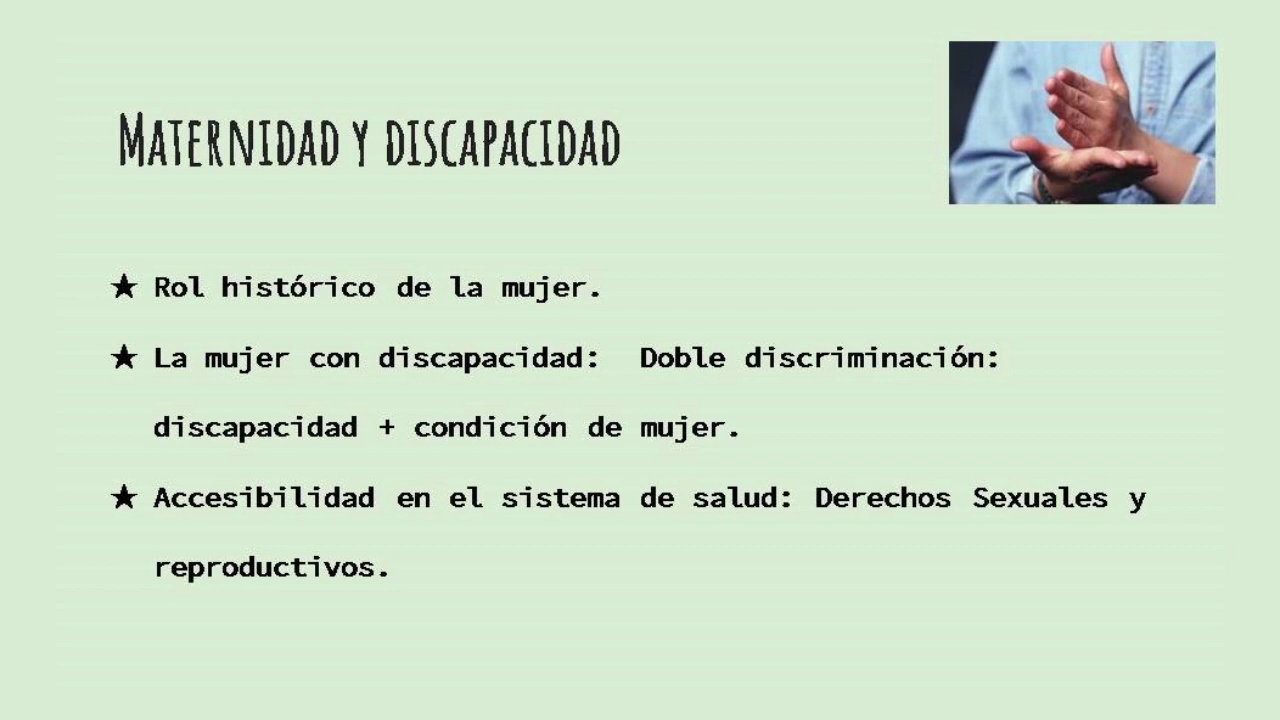 Maternidad y discapacidad
★ Rol histórico de la mujer.
★ La mujer con discapacidad: Doble discriminación:
discapacidad + condición de mujer.
★ Accesibilidad en el sistema de salud: Derechos Sexuales y
reproductivos.